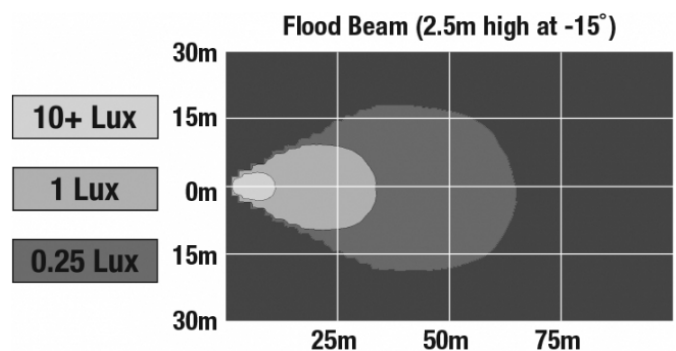 Flood Beam (2.5m high at -15˚)
30m
10+ Lux
15m
1 Lux
0m
0.25 Lux
15m
30m
25m 50m 75m